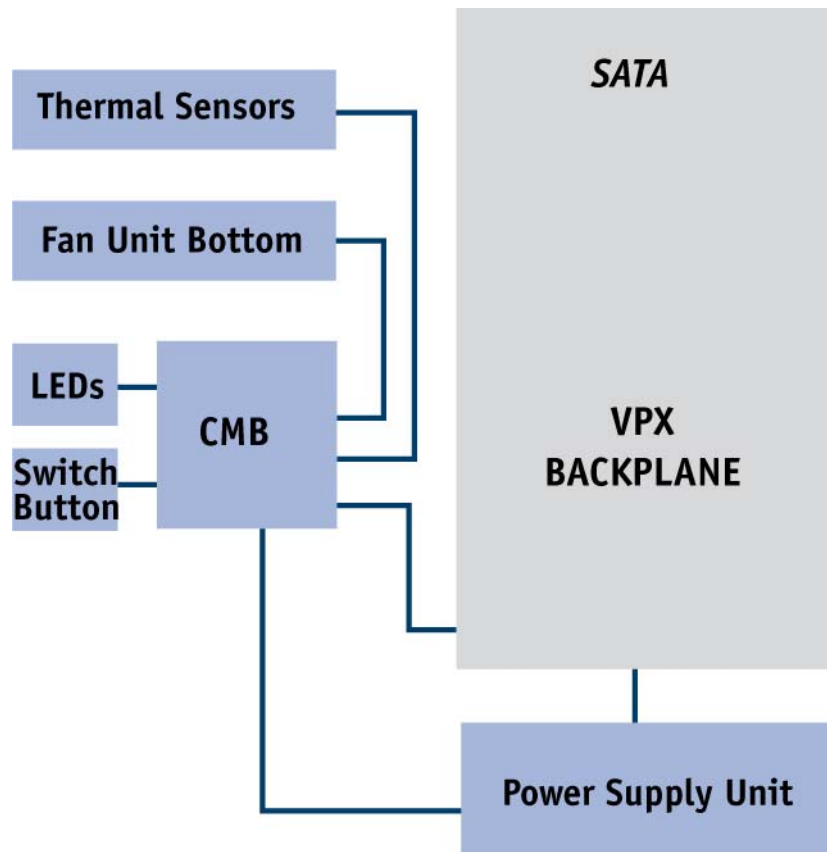 SATA
Thermal Sensors
Fan Unit Bottom
LEDs
CMB
VPX
BACKPLANE
Switch
Button
Power Supply Unit